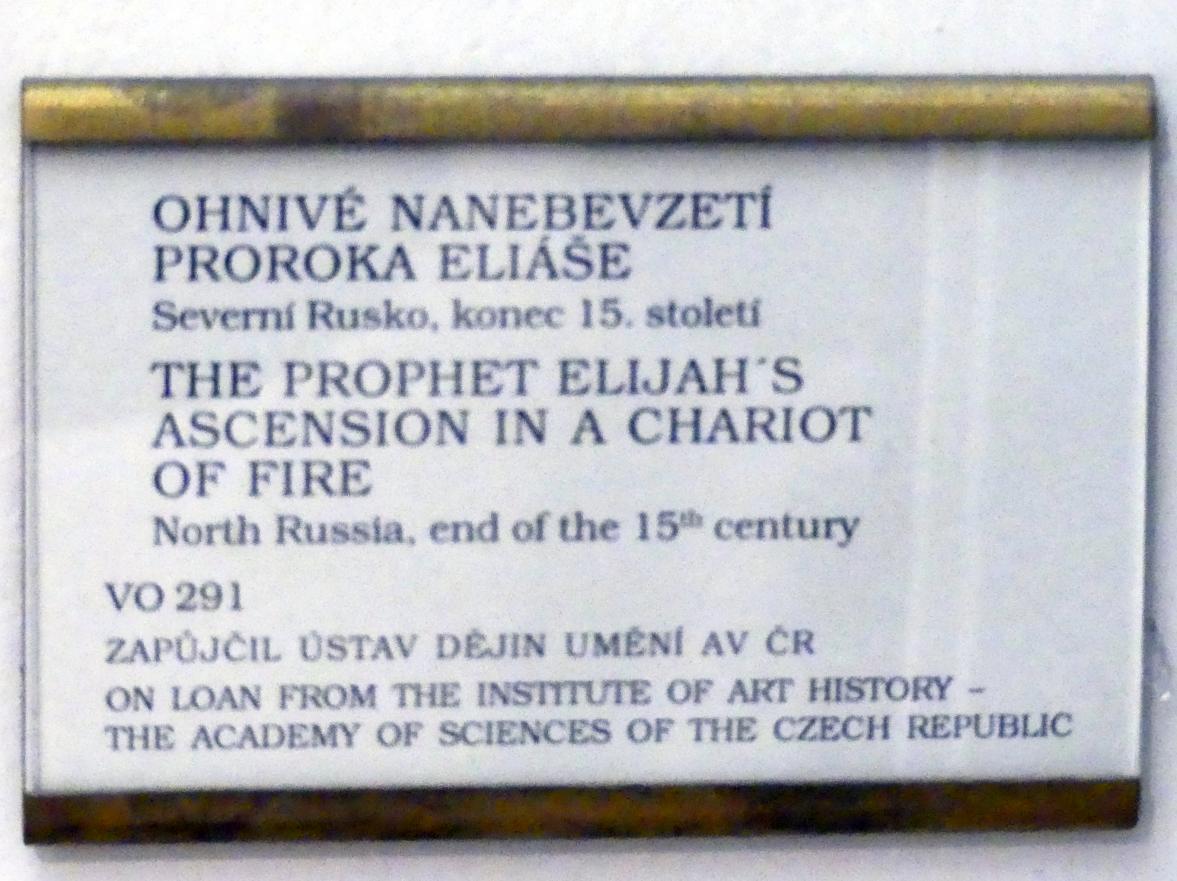 OHNIVÉ NANEBEVZETÍ
PROROKA ELIÁŠE
Severní Rusko, konec 15. století
THE PROPHET ELIJAH´S
ASCENSION IN A CHARIOT
OF FIRE
North Russia, end of the 15th century
VO 291
ZAPŮJČIL ÚSTAV DĚJIN UMĚNÍ AV ČR
ON LOAN FROM THE INSTITUTE OF ART HISTORY –
THE ACADEMY OF SCIENCES OF THE CZECH REPUBLIC